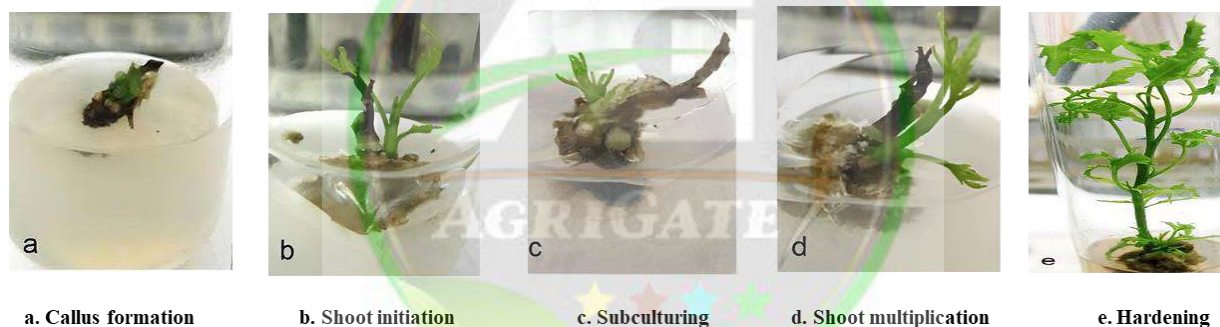 a
b
c
d
e
AGRIGATE
a. Callus formation
b. Shoot initiation
c. Subculturing
d. Shoot multiplication
e. Hardening